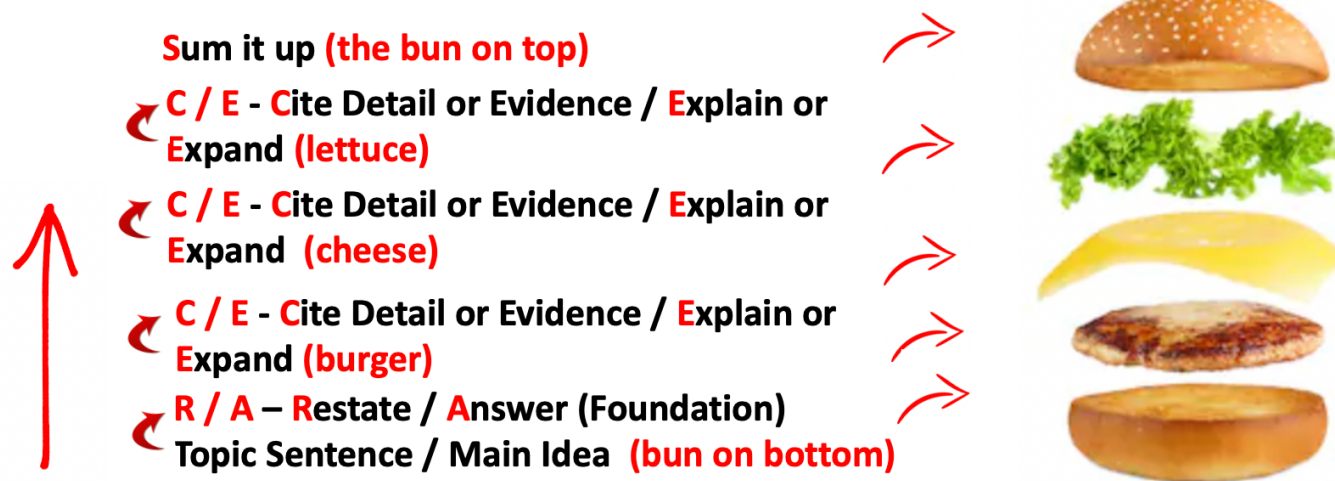 Sum it up (the bun on top)
C / E - Cite Detail or Evidence / Explain or
Expand (lettuce)
C / E - Cite Detail or Evidence / Explain or
Expand (cheese)
C / E - Cite Detail or Evidence / Explain or
Expand (burger)
R / A – Restate / Answer (Foundation)
Topic Sentence / Main Idea (bun on bottom)